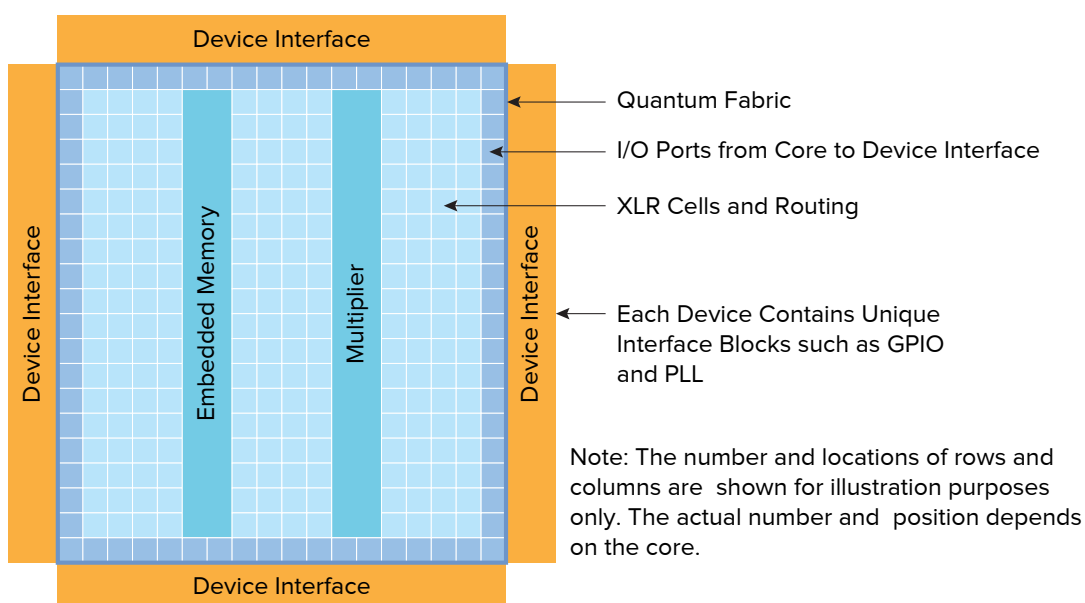 Device Interface
Quantum Fabric
I/O Ports from Core to Device Interface
XLR Cells and Routing
Device Interface
Embedded Memory
Multiplier
Device Interface
Each Device Contains Unique
Interface Blocks such as GPIO
and PLL
Note: The number and locations of rows and
columns are shown for illustration purposes
only. The actual number and position depends
on the core.
Device Interface